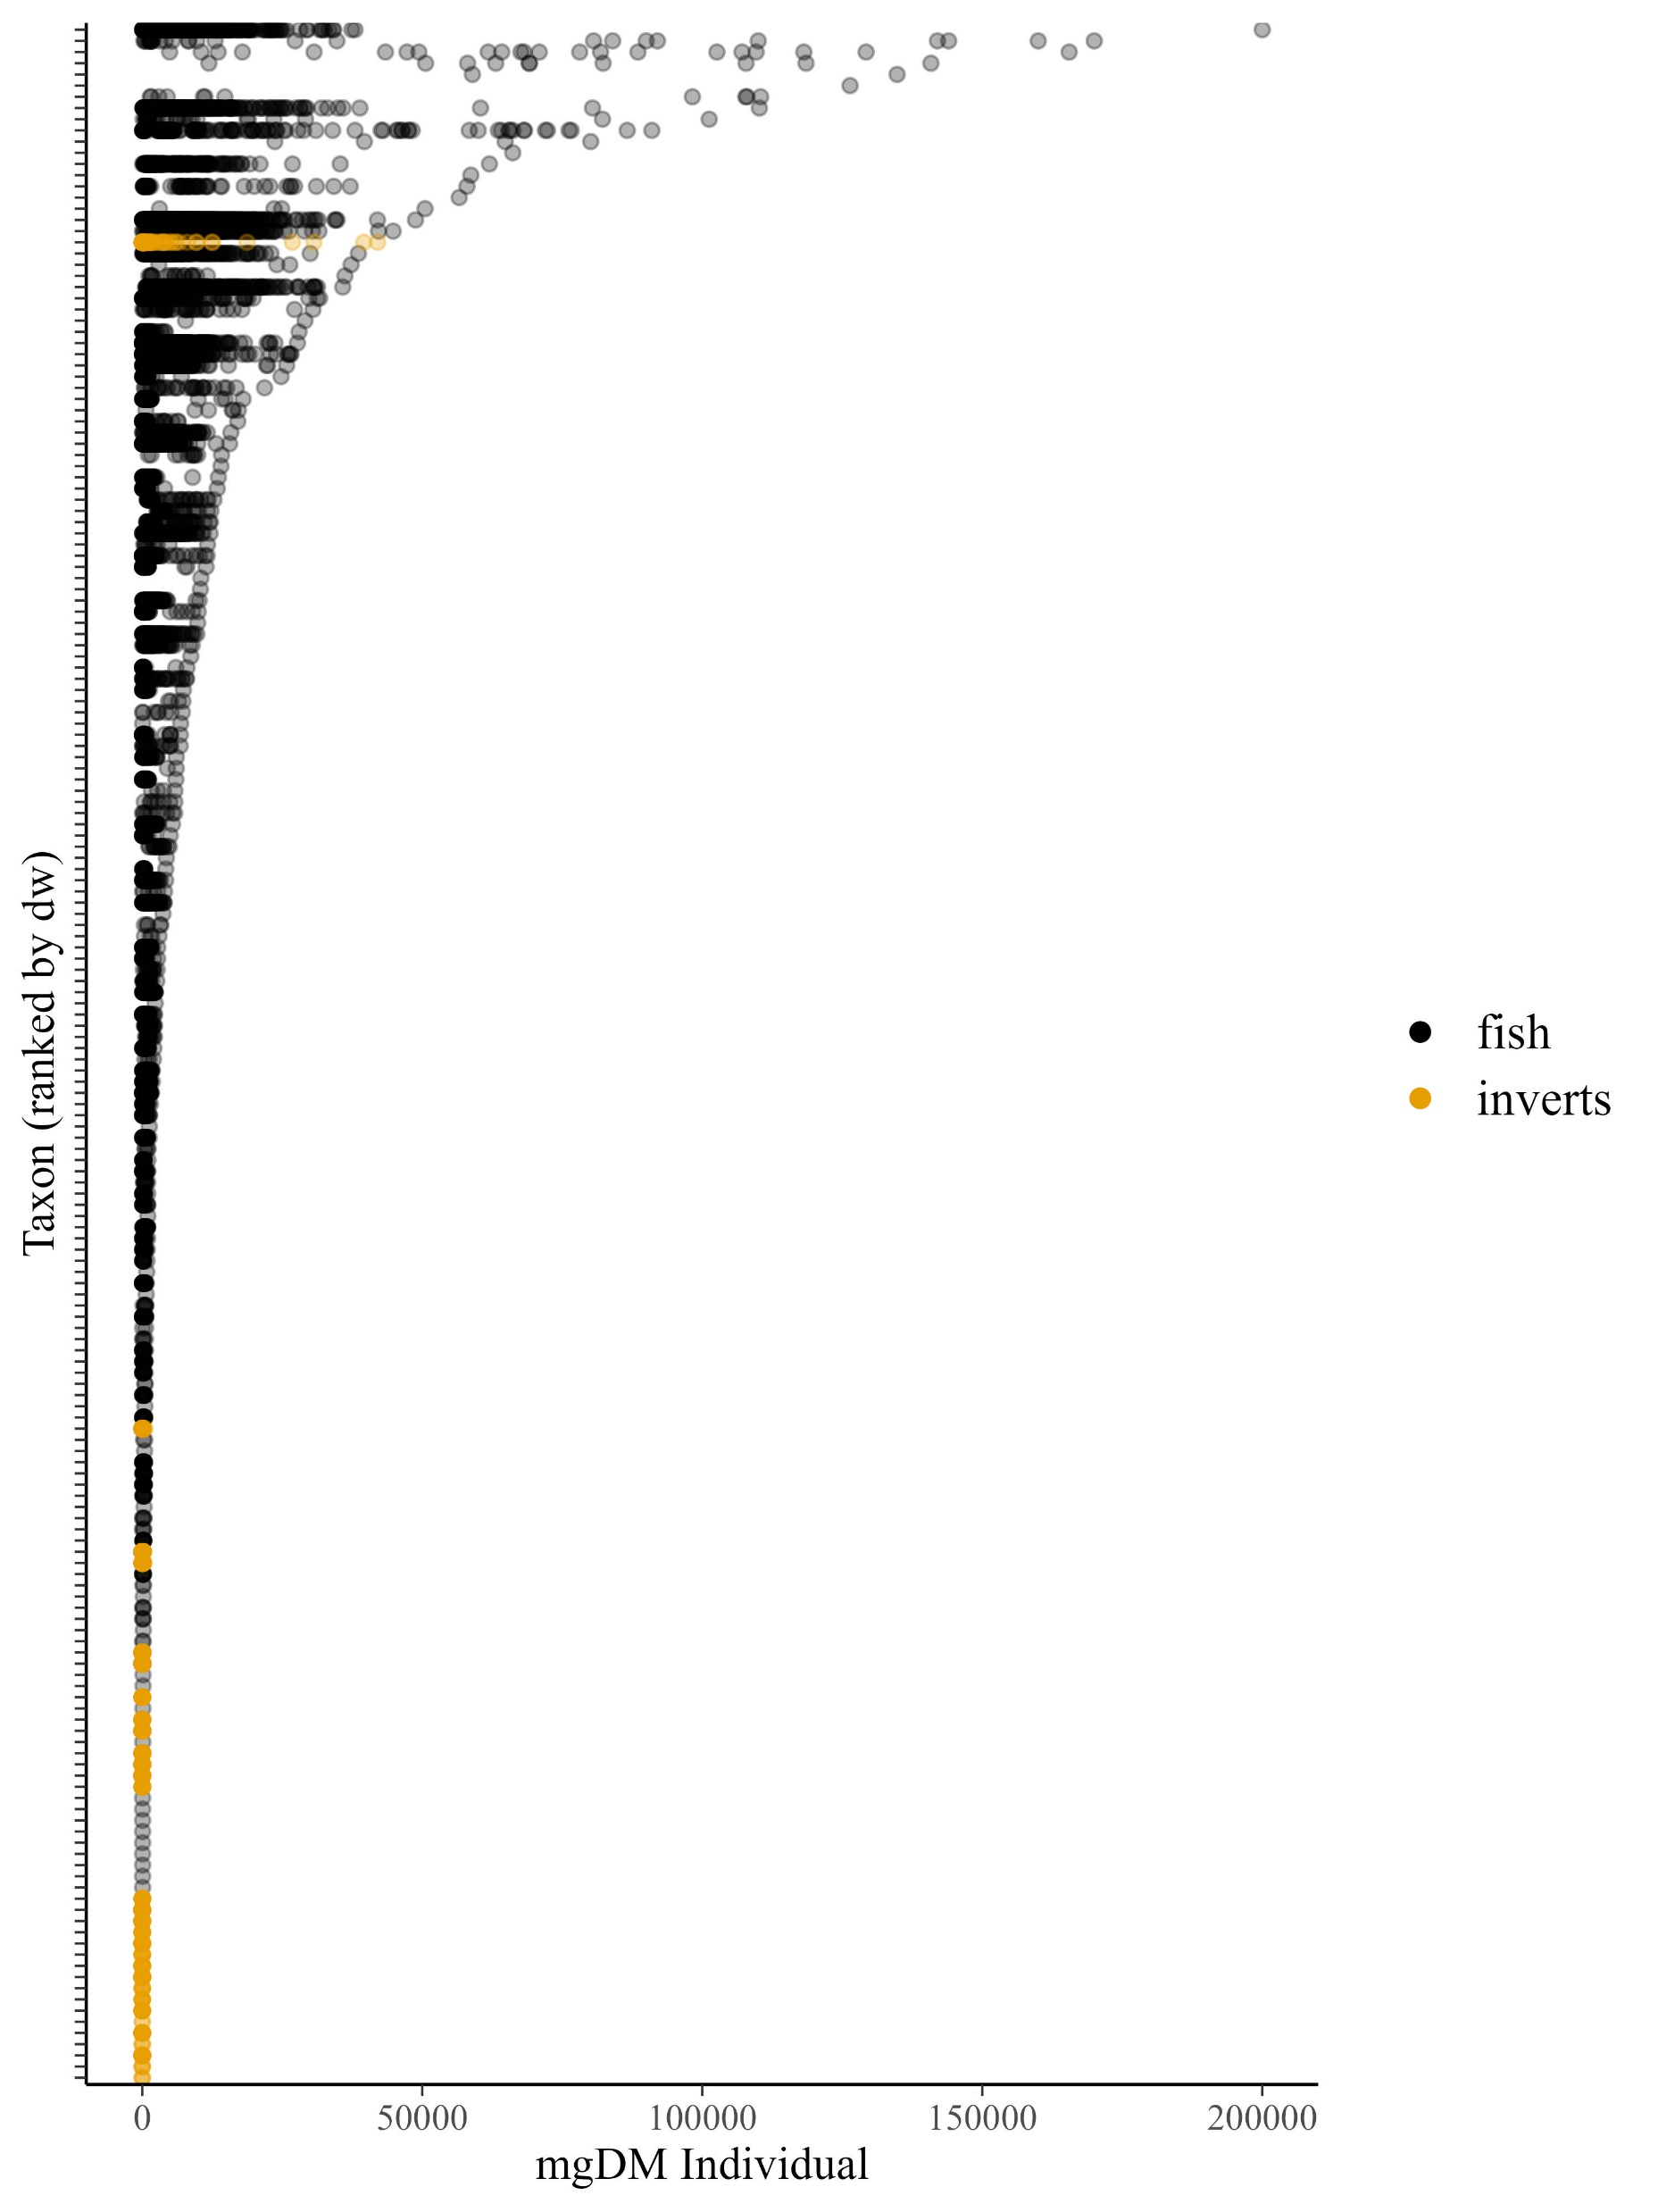 Taxon (ranked by dw)
fish
inverts
0 50000 100000 150000 200000
mgDM Individual